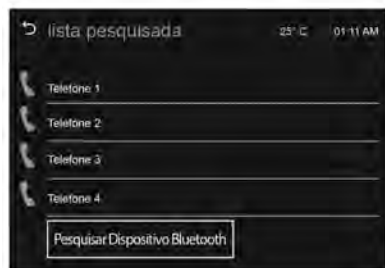 lista pesquisada 25° C 01:11 AM
Telefone 1
Telefone 2
Telefone 3
Telefone 4
Pesquisar Dispositivo Bluetooth